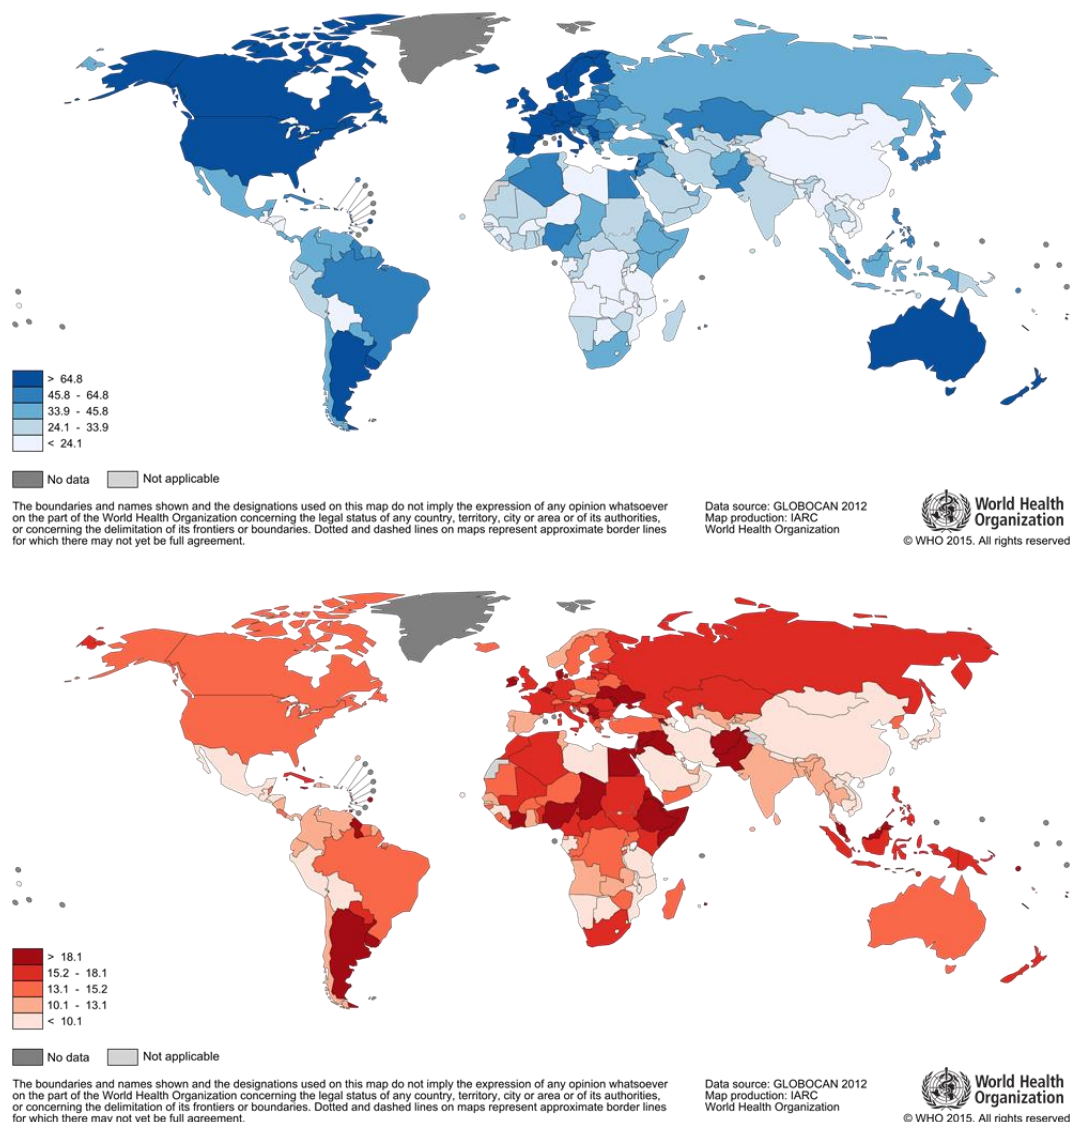 > 64.8
45.8 - 64.8
33.9 - 45.8
24.1 - 33.9
< 24.1
No data
Not applicable
The boundaries and names shown and the designations used on this map do not imply the expression of any opinion whatsoever
on the part of the World Health Organization concerning the legal status of any country, territory, city or area or of its authorities,
or concerning the delimitation of its frontiers or boundaries. Dotted and dashed lines on maps represent approximate border lines
for which there may not yet be full agreement.
Data source: GLOBOCAN 2012
Map production: IARC
World Health Organization
World Health
Organization
© WHO 2015. All rights reserved
> 18.1
15.2 - 18.1
13.1 - 15.2
10.1 - 13.1
< 10.1
No data
Not applicable
The boundaries and names shown and the designations used on this map do not imply the expression of any opinion whatsoever
on the part of the World Health Organization concerning the legal status of any country, territory, city or area or of its authorities,
or concerning the delimitation of its frontiers or boundaries. Dotted and dashed lines on maps represent approximate border lines
for which there may not yet be full agreement.
Data source: GLOBOCAN 2012
Map production: IARC
World Health Organization
World Health
Organization
© WHO 2015. All rights reserved